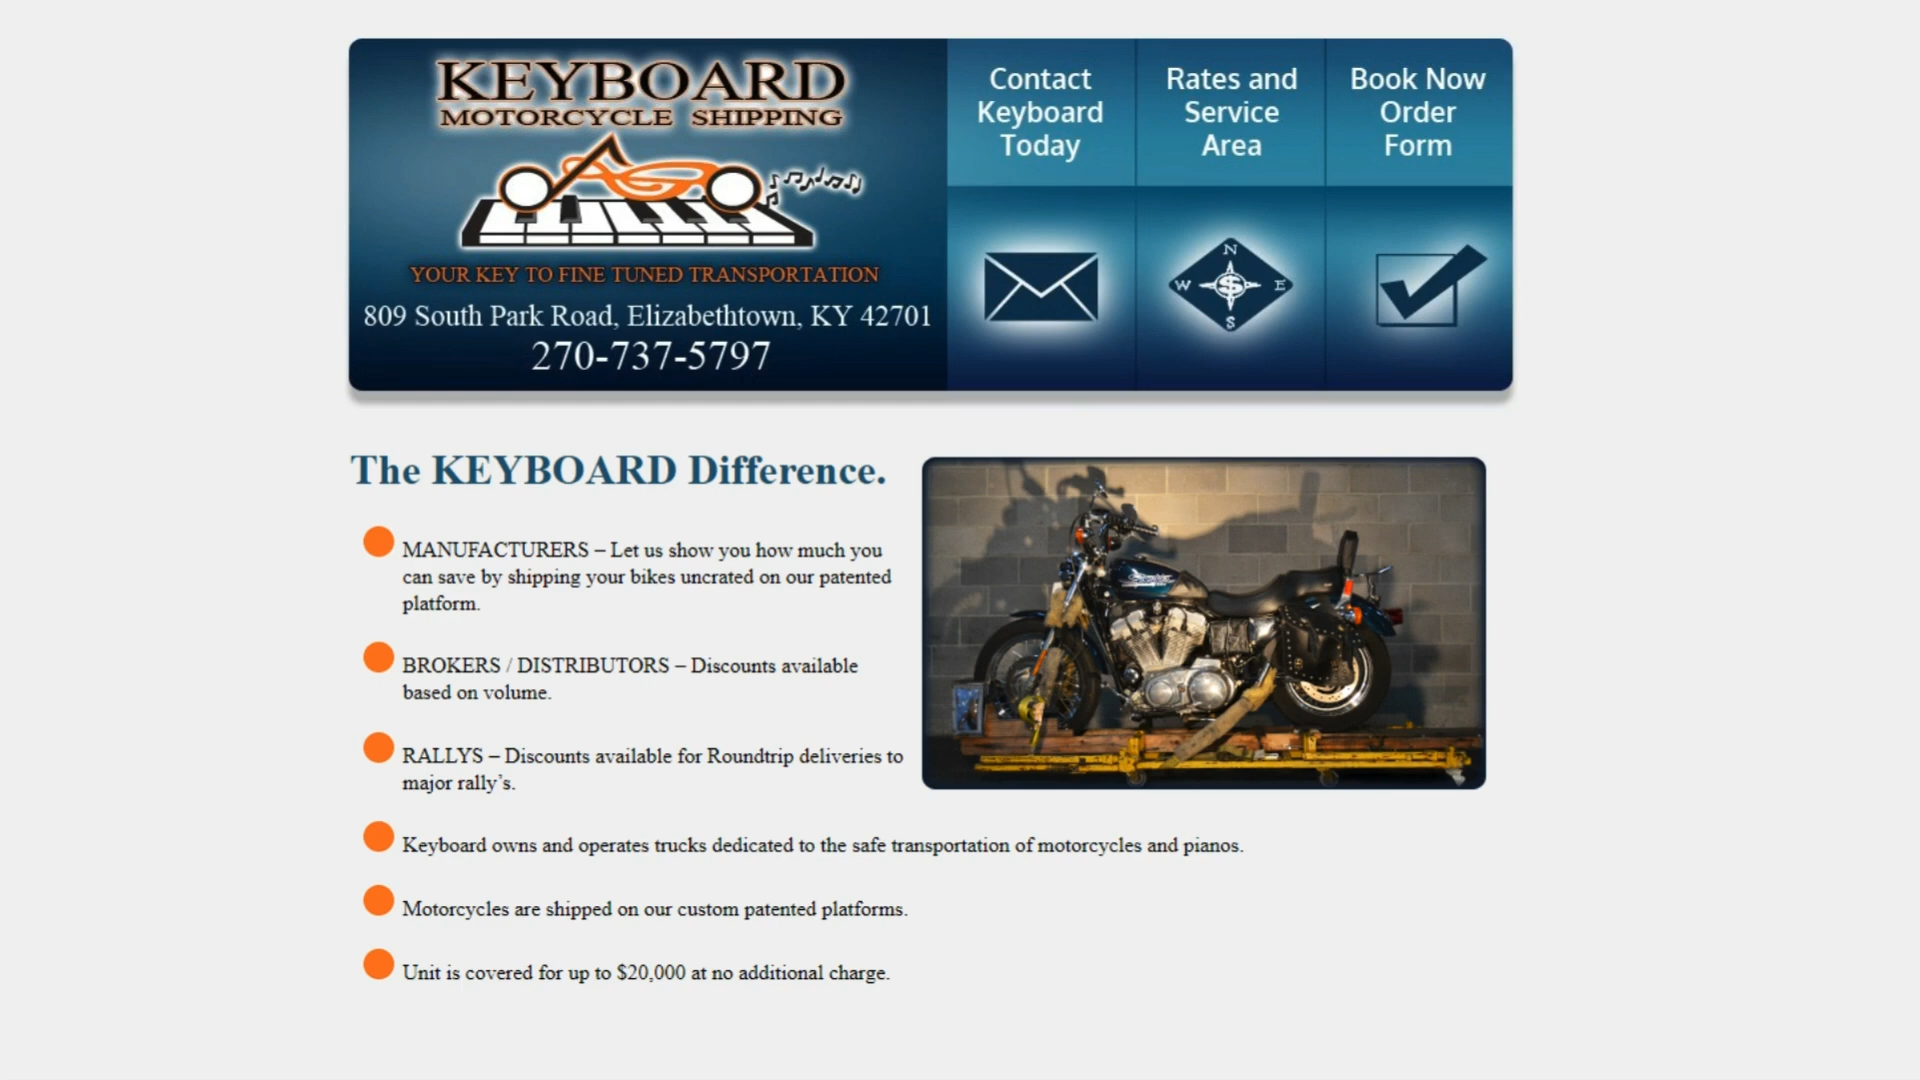 KEYBOARD
MOTORCYCLE SHIPPING
YOUR KEY TO FINE TUNED TRANSPORTATION
809 South Park Road, Elizabethtown, KY 42701
270-737-5797
Contact
Keyboard
Today
Rates and
Service
Area
Book Now
Order
Form
N
W $ E
S
The KEYBOARD Difference.
MANUFACTURERS – Let us show you how much you
can save by shipping your bikes uncrated on our patented
platform.
BROKERS / DISTRIBUTORS – Discounts available
based on volume.
RALLYS – Discounts available for Roundtrip deliveries to
major rally’s.
Keyboard owns and operates trucks dedicated to the safe transportation of motorcycles and pianos.
Motorcycles are shipped on our custom patented platforms.
Unit is covered for up to $20,000 at no additional charge.